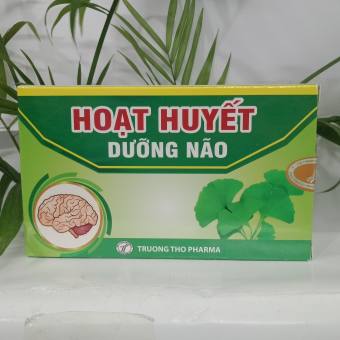 HOẠT HUYẾT
DƯỠNG NÃO
TRUONG THO PHARMA